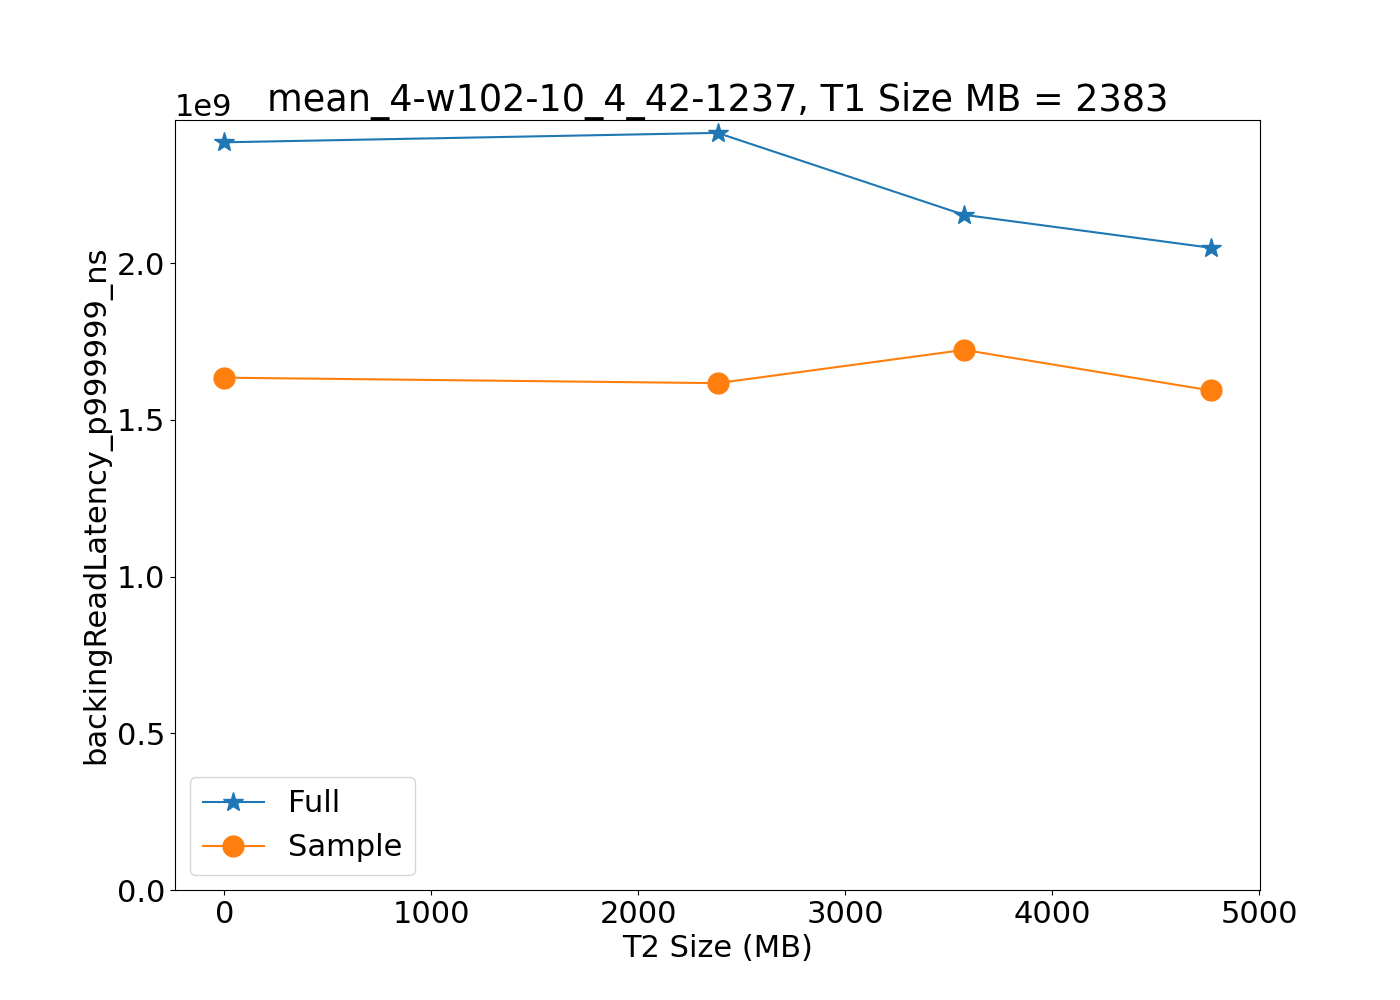 mean_4-w102-10_4_42-1237, T1 Size MB = 2383
1e9
backingReadLatency_p999999_ns
2.0
1.5
1.0
0.5
0.0
Full
Sample
0 1000 2000 3000 4000 5000
T2 Size (MB)